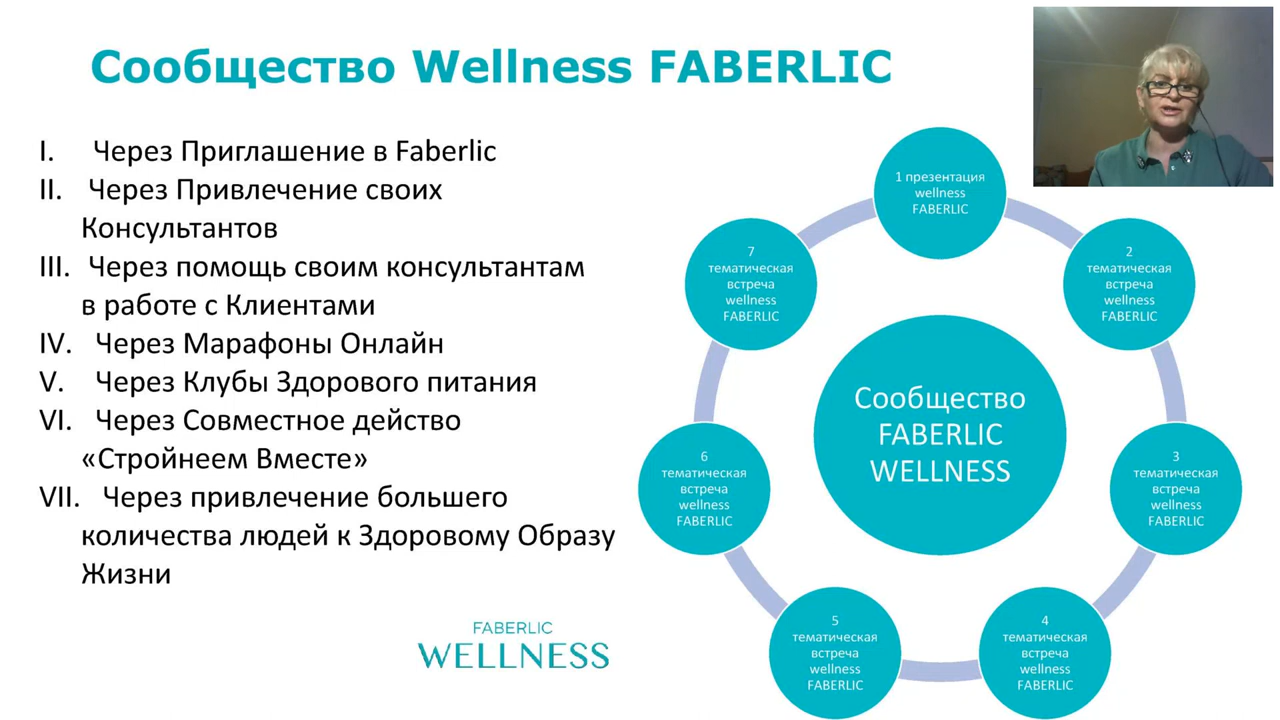 Сообщество Wellness FABERLIC
I. Через Приглашение в Faberlic
II. Через Привлечение своих
Консультантов
III. Через помощь своим консультантам
в работе с Клиентами
IV. Через Марафоны Онлайн
V. Через Клубы Здорового питания
VI. Через Совместное действо
«Стройнеем Вместе»
VII. Через привлечение большего
количества людей к Здоровому Образу
Жизни
FABERLIC
WELLNESS
1 презентация
wellness
FABERLIC
2
тематическая
встреча
wellness
FABERLIC
3
тематическая
встреча
wellness
FABERLIC
4
тематическая
встреча
wellness
FABERLIC
5
тематическая
встреча
wellness
FABERLIC
6
тематическая
встреча
wellness
FABERLIC
7
тематическая
встреча
wellness
FABERLIC
Сообщество
FABERLIC
WELLNESS